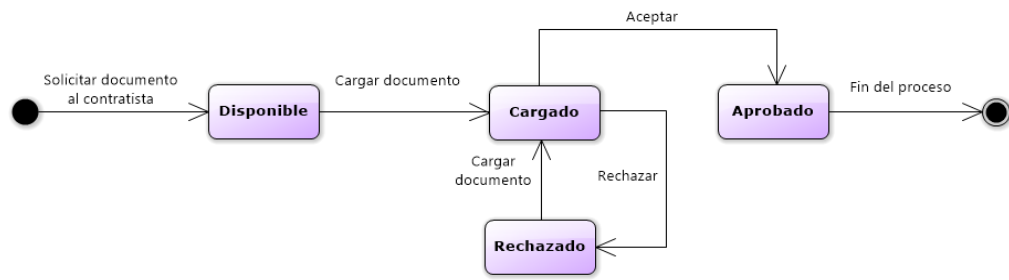 Aceptar
Solicitar documento
al contratista
Cargar documento
Fin del proceso
Disponible
Cargado
Aprobado
Cargar
documento
Rechazar
Rechazado